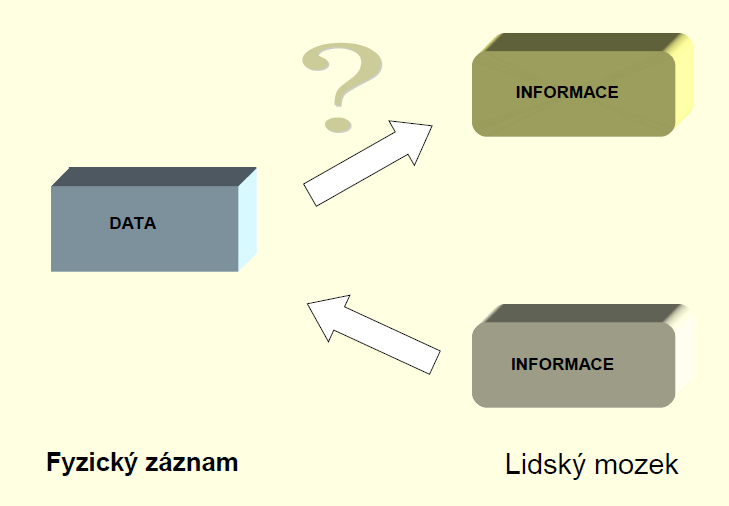 ?
INFORMACE
DATA
INFORMACE
Fyzický záznam
Lidský mozek